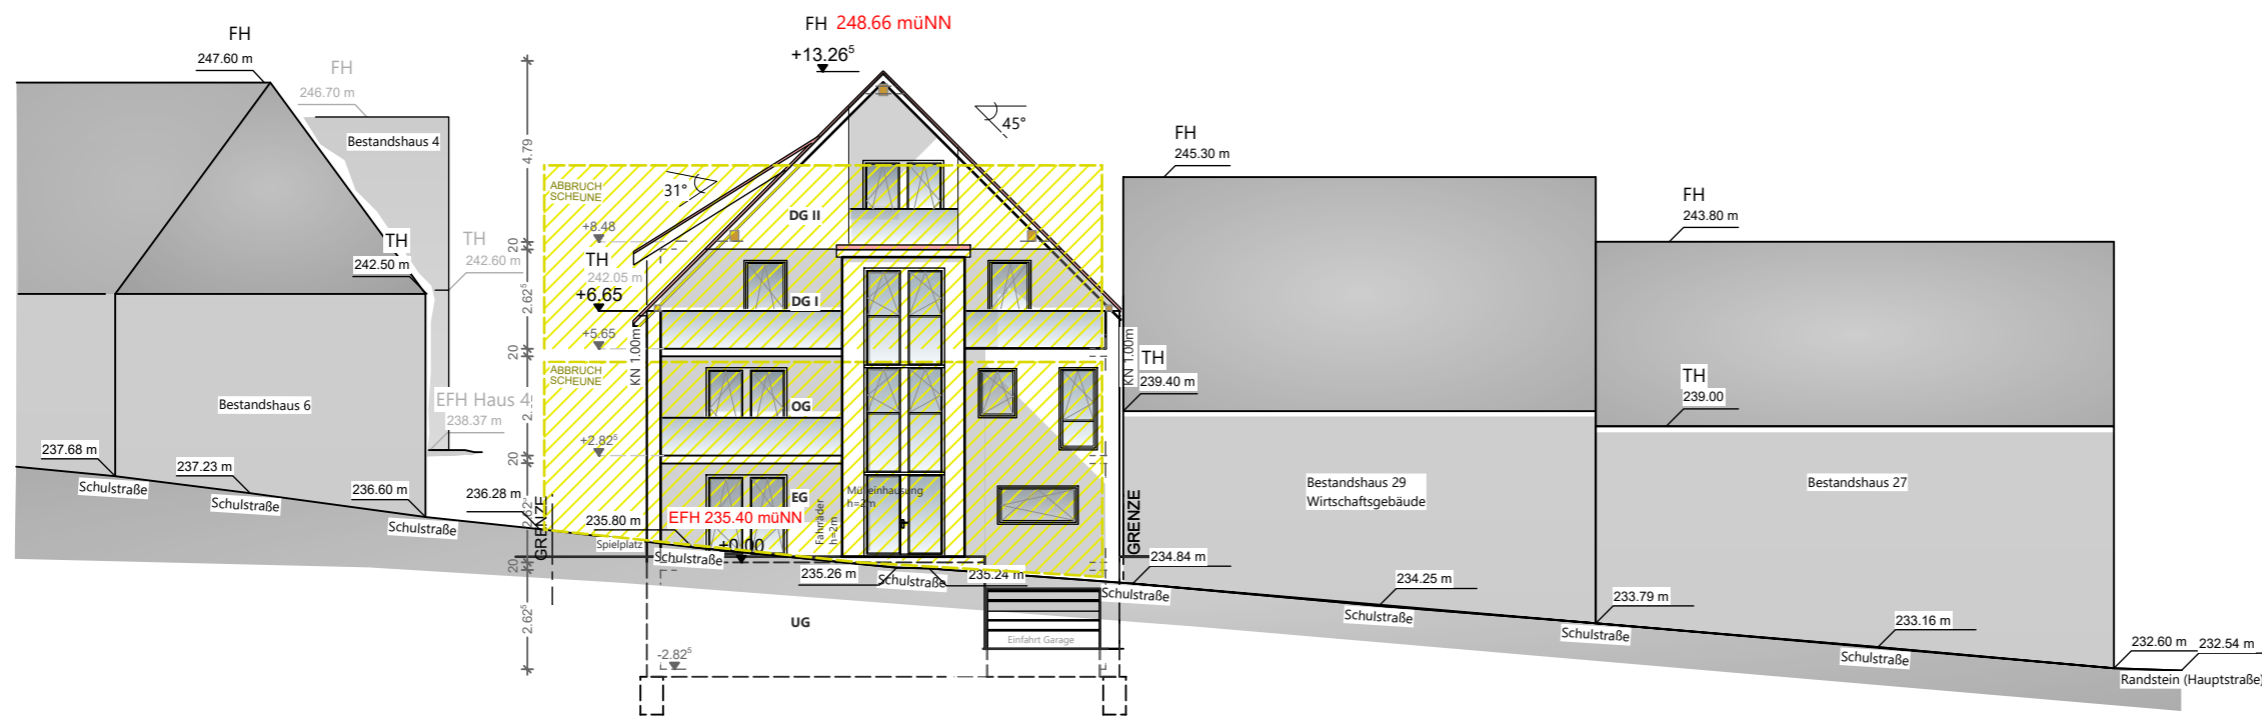 FH 248.66 müNN
+13.26⁵
FH
247.60 m
FH
246.70 m
Bestandshaus 4
45°
FH
245.30 m
4.79
ABBRUCH
SCHEUNE
31°
DG II
FH
243.80 m
+8.48
20
TH
242.50 m
TH
242.60 m
TH
242.05 m
+6.65
2.62⁵
DG I
+5.65
20
KN 1.00m
KN 1.00m
TH
239.40 m
TH
239.00
ABBRUCH
SCHEUNE
Bestandshaus 6
EFH Haus 4
238.37 m
OG
+2.82⁵
20
237.68 m
Schulstraße
237.23 m
Schulstraße
236.60 m
Schulstraße
236.28 m
GRENZE
235.80 m
Spielplatz
EG
EFH 235.40 müNN
+0.00
Schulstraße
Fahrräder
h=2m
Mülleinhausung
h=2m
235.26 m
Schulstraße
235.24 m
GRENZE
234.84 m
Schulstraße
Bestandshaus 29
Wirtschaftsgebäude
Bestandshaus 27
234.25 m
Schulstraße
233.79 m
Schulstraße
233.16 m
Schulstraße
232.60 m
232.54 m
Randstein (Hauptstraße)
20
2.62⁵
UG
Einfahrt Garage
-2.82⁵